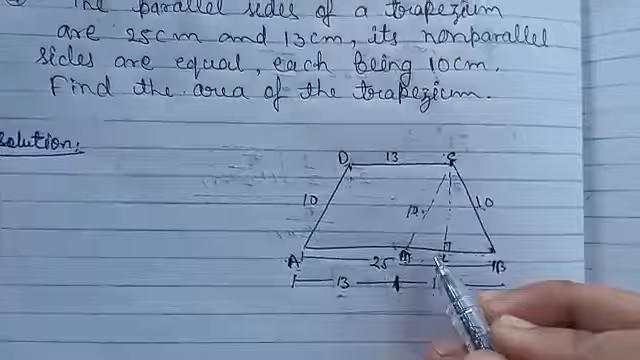 The parallel sides of a trapezium
are 25cm and 13cm, its nonparallel
sides are equal, each being 10cm.
Find the area of the trapezium.
Solution:
D 13 C
10 10 10
A 25 M L B
13